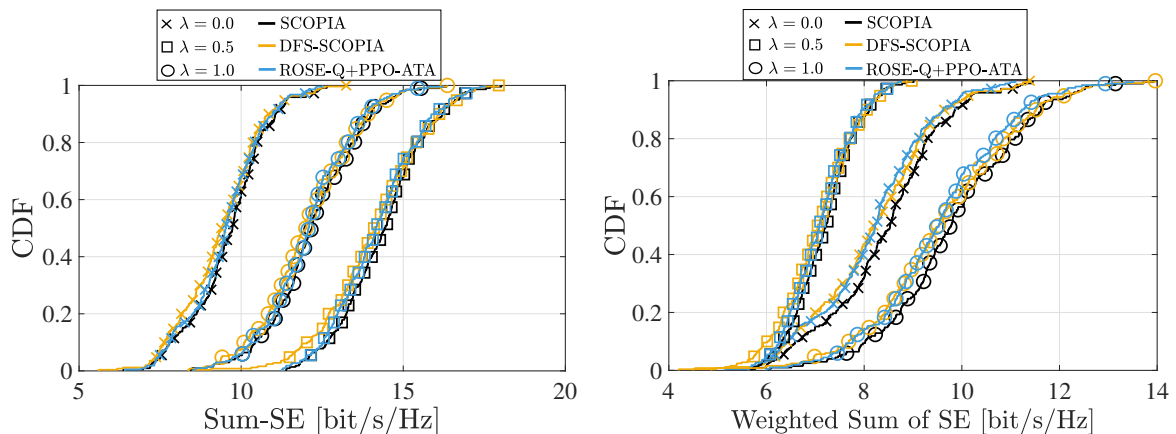 λ = 0.0 SCOPIA
λ = 0.5 DFS-SCOPIA
λ = 1.0 ROSE-Q+PPO-ATA
1
0.8
0.6
0.4
0.2
0
CDF
5 10 15 20
Sum-SE [bit/s/Hz]
λ = 0.0 SCOPIA
λ = 0.5 DFS-SCOPIA
λ = 1.0 ROSE-Q+PPO-ATA
1
0.8
0.6
0.4
0.2
0
CDF
4 6 8 10 12 14
Weighted Sum of SE [bit/s/Hz]